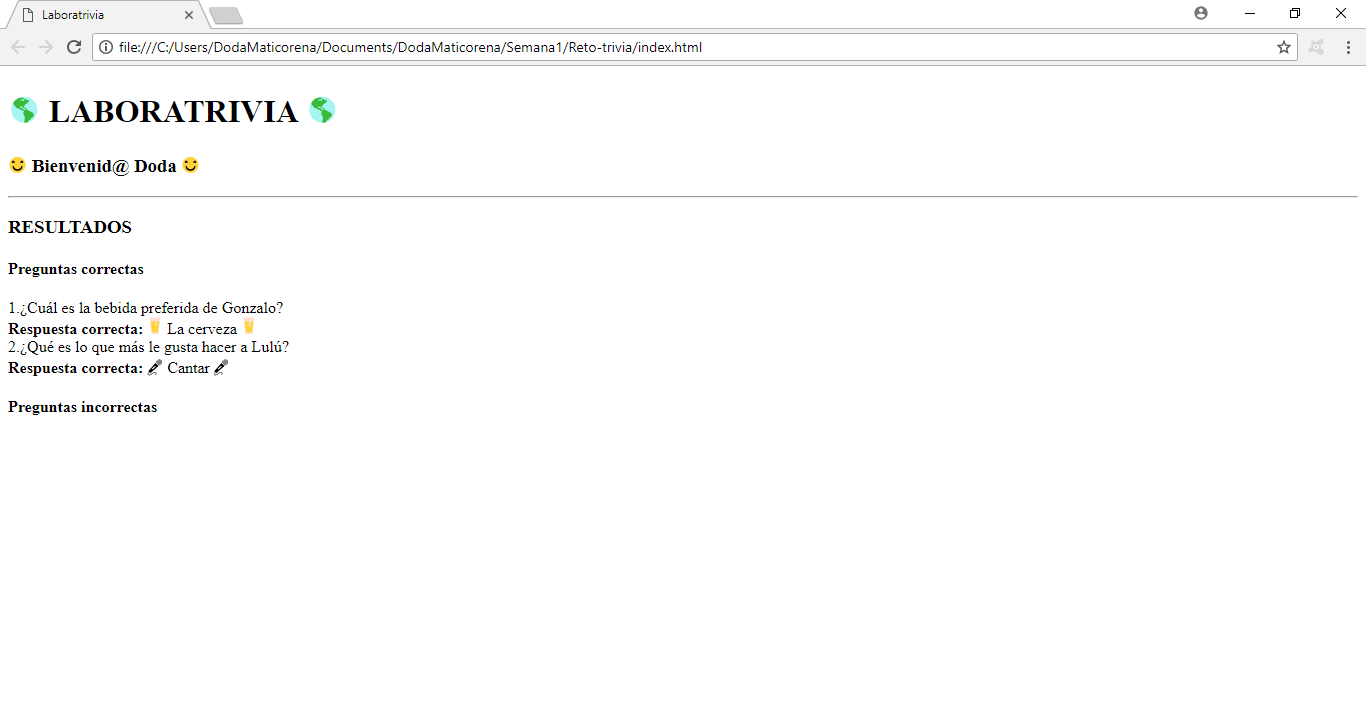 Laboratrivia
file:///C:/Users/DodaMaticorena/Documents/DodaMaticorena/Semana1/Reto-trivia/index.html
🌎 LABORATRIVIA 🌎
Bienvenid@ Doda
RESULTADOS
Preguntas correctas
1.¿Cuál es la bebida preferida de Gonzalo?
Respuesta correcta: La cerveza
2.¿Qué es lo que más le gusta hacer a Lulú?
Respuesta correcta: 🎤 Cantar 🎤
Preguntas incorrectas